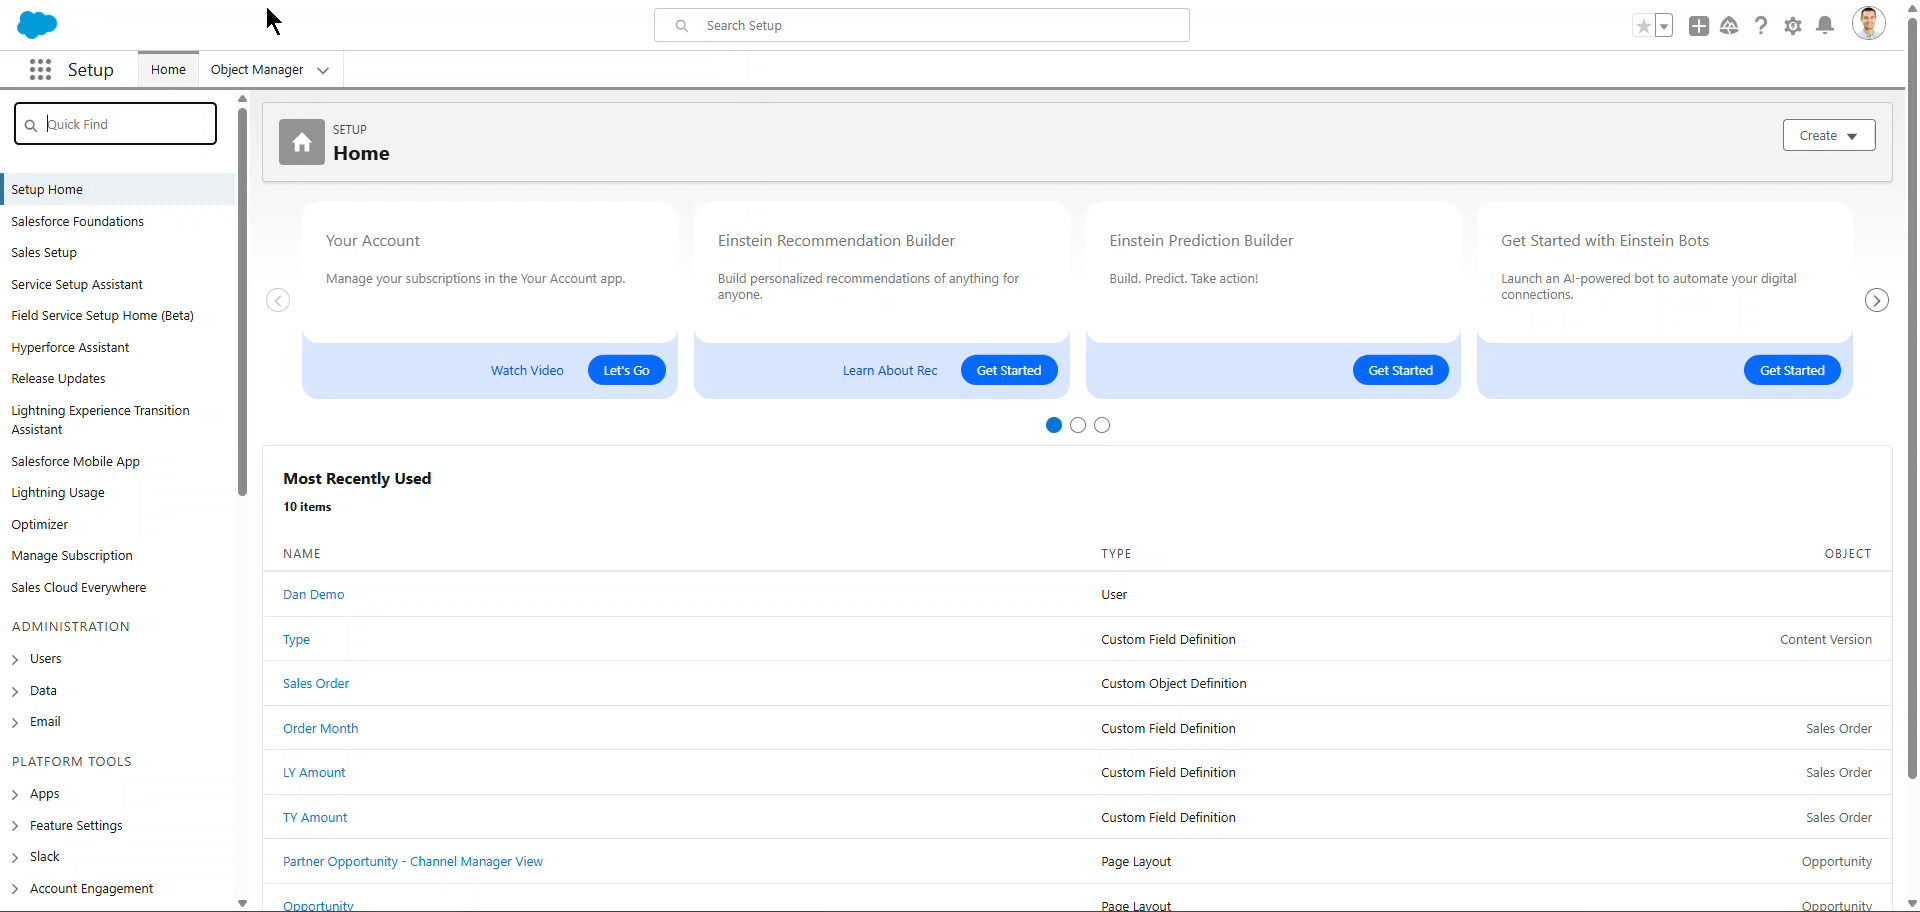 Search Setup
Setup
Home
Object Manager
Quick Find
Setup Home
Salesforce Foundations
Sales Setup
Service Setup Assistant
Field Service Setup Home (Beta)
Hyperforce Assistant
Release Updates
Lightning Experience Transition
Assistant
Salesforce Mobile App
Lightning Usage
Optimizer
Manage Subscription
Sales Cloud Everywhere
ADMINISTRATION
Users
Data
Email
PLATFORM TOOLS
Apps
Feature Settings
Slack
Account Engagement
SETUP
Home
Create
Your Account
Manage your subscriptions in the Your Account app.
Watch Video
Let's Go
Einstein Recommendation Builder
Build personalized recommendations of anything for
anyone.
Learn About Rec
Get Started
Einstein Prediction Builder
Build. Predict. Take action!
Get Started
Get Started with Einstein Bots
Launch an AI-powered bot to automate your digital
connections.
Get Started
Most Recently Used
10 items
NAME TYPE OBJECT
Dan Demo User
Type Custom Field Definition Content Version
Sales Order Custom Object Definition
Order Month Custom Field Definition Sales Order
LY Amount Custom Field Definition Sales Order
TY Amount Custom Field Definition Sales Order
Partner Opportunity - Channel Manager View Page Layout Opportunity
Opportunity Page Layout Opportunity